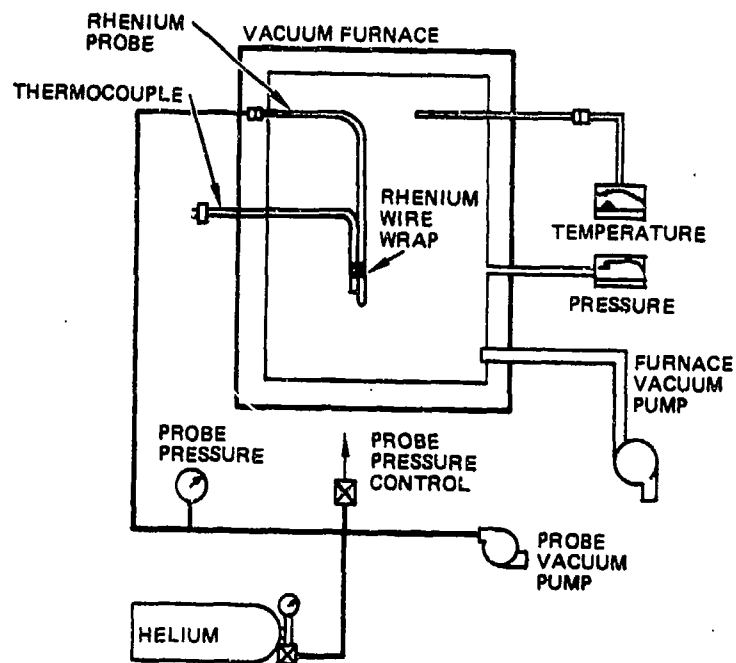 RHENIUM
PROBE
VACUUM FURNACE
THERMOCOUPLE
RHENIUM
WIRE
WRAP
TEMPERATURE
PRESSURE
FURNACE
VACUUM
PUMP
PROBE
PRESSURE
PROBE
PRESSURE
CONTROL
PROBE
VACUUM
PUMP
HELIUM